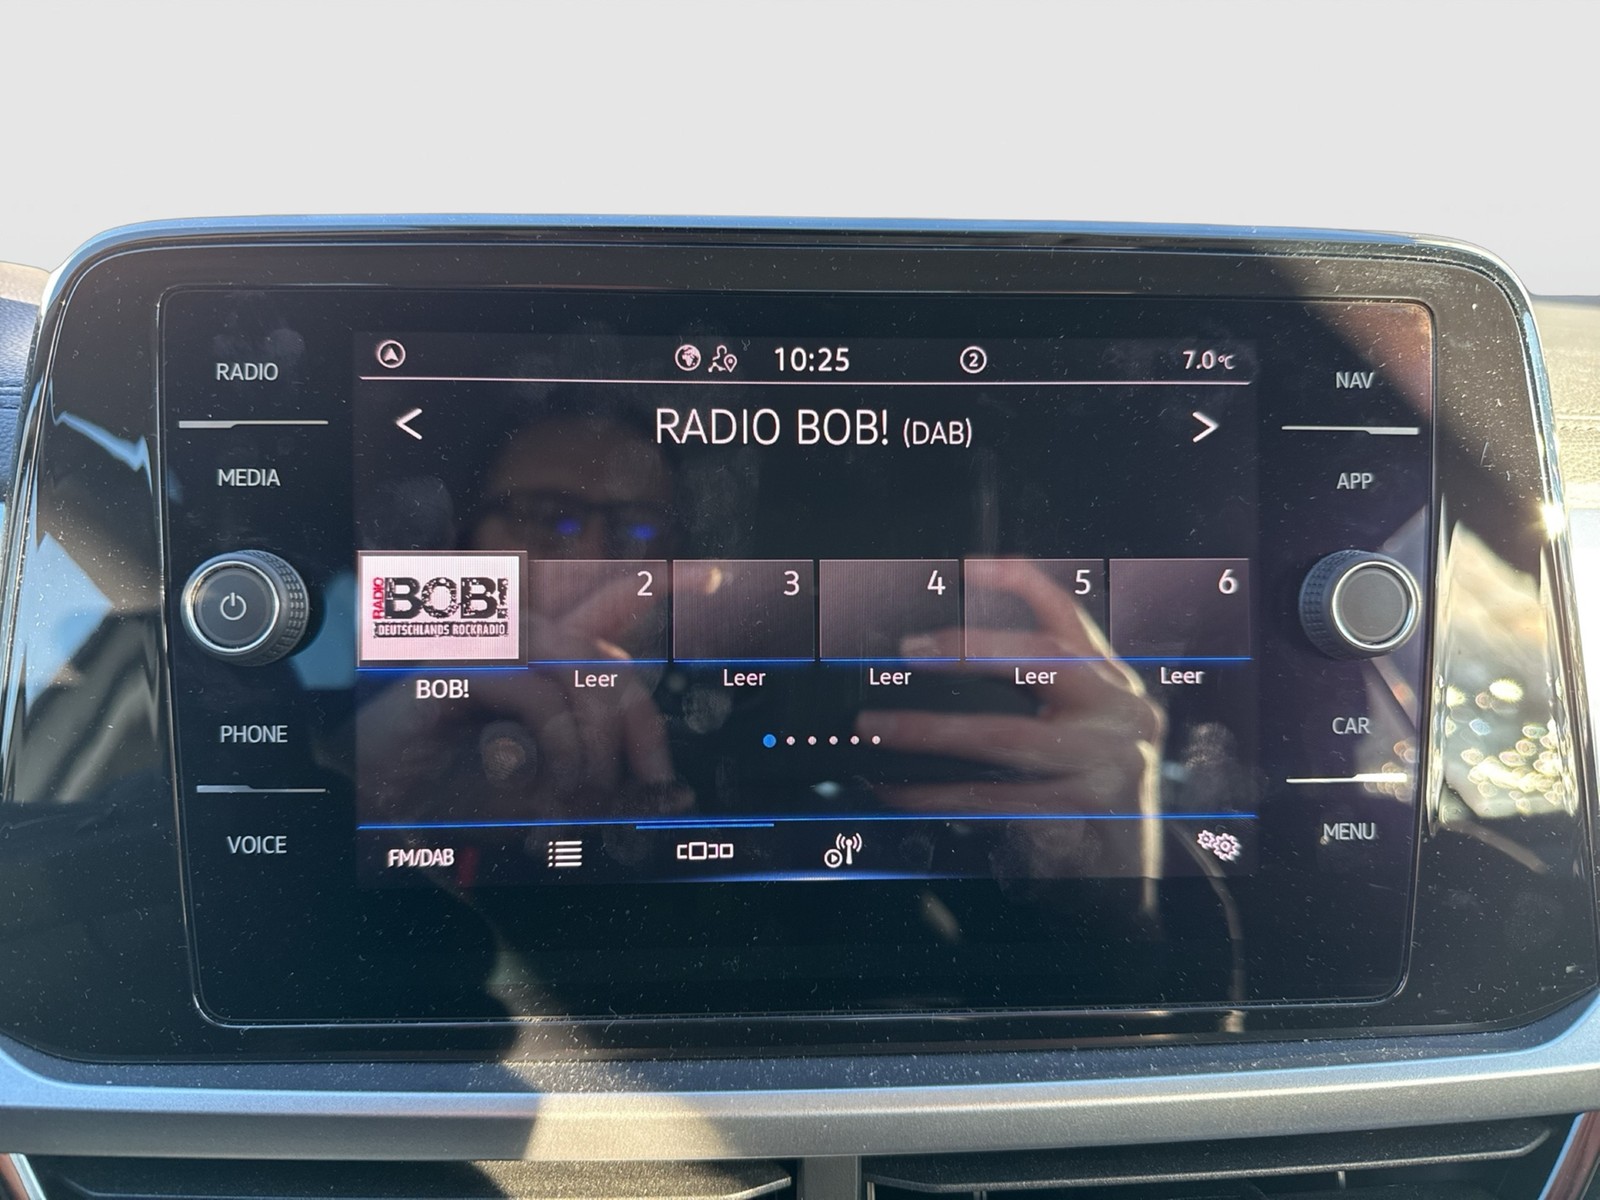 RADIO
MEDIA
PHONE
VOICE
10:25
2
7.0°C
RADIO BOB! (DAB)
RADIO
BOB!
DEUTSCHLANDS ROCKRADIO
2
3
4
5
6
BOB!
Leer
Leer
Leer
Leer
Leer
FM/DAB
NAV
APP
CAR
MENU